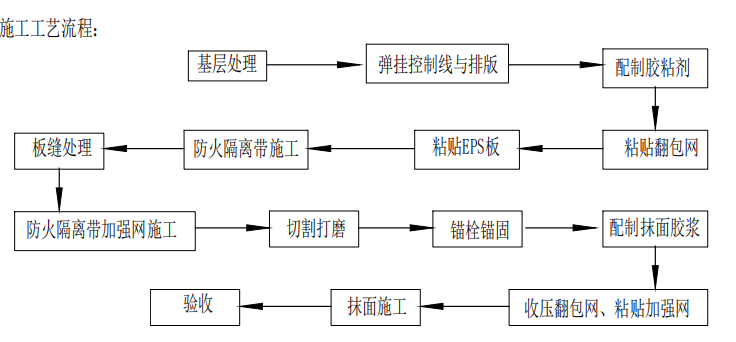 施工工艺流程:
基层处理
弹挂控制线与排版
配制胶粘剂
粘贴翻包网
粘贴EPS板
防火隔离带施工
板缝处理
防火隔离带加强网施工
切割打磨
锚栓锚固
配制抹面胶浆
收压翻包网、粘贴加强网
抹面施工
验收